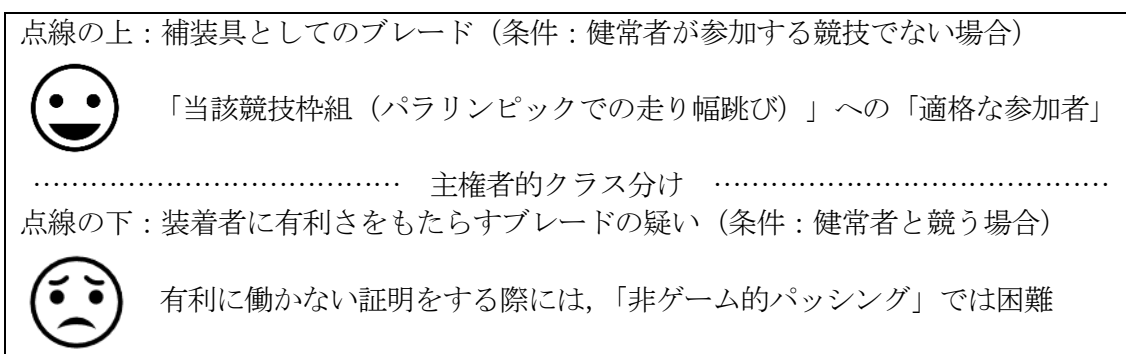 点線の上：補装具としてのブレード（条件：健常者が参加する競技でない場合）
「当該競技枠組（パラリンピックでの走り幅跳び）」への「適格な参加者」
………………………………… 主権者的クラス分け …………………………………
点線の下：装着者に有利さをもたらすブレードの疑い（条件：健常者と競う場合）
有利に働かない証明をする際には，「非ゲーム的パッシング」では困難